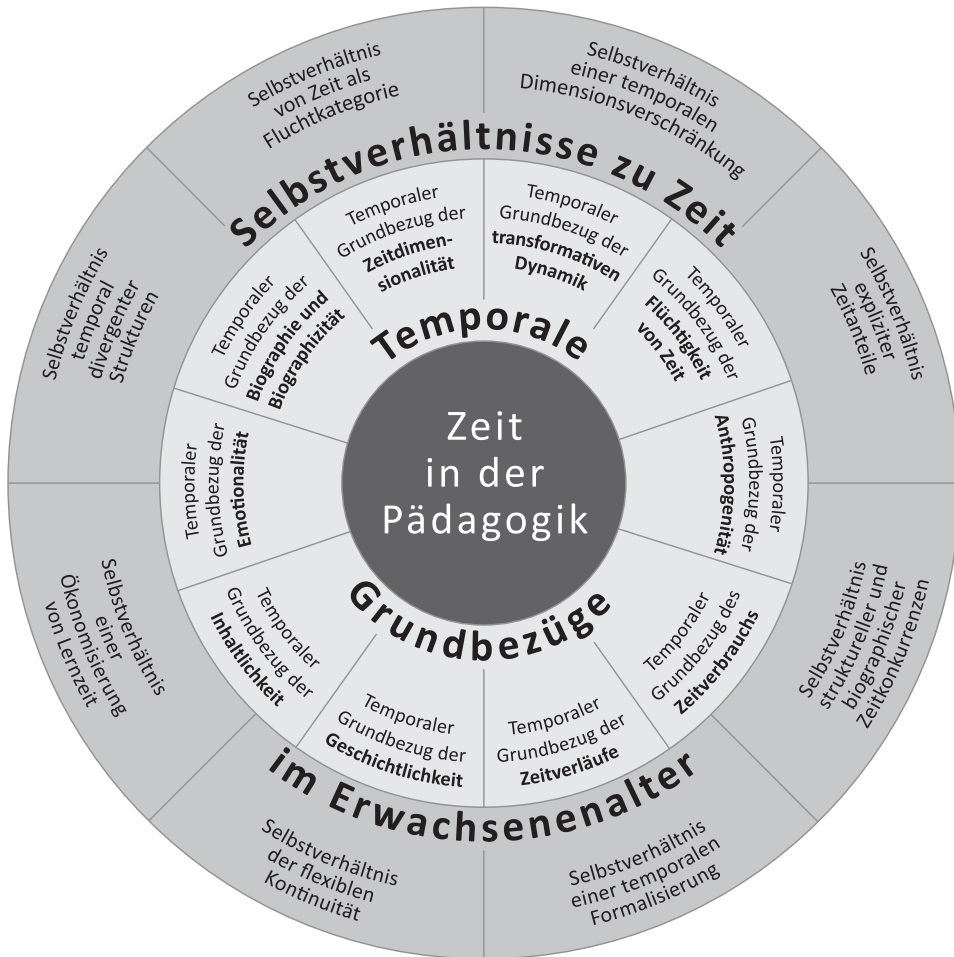 Selbstverhältnis
von Zeit als
Fluchtkategorie
Selbstverhältnis
einer temporalen
Dimensionsverschränkung
Selbstverhältnis
expliziter
Zeitanteile
Selbstverhältnis
struktureller und
biographischer
Zeitkonkurrenzen
Selbstverhältnis
einer temporalen
Formalisierung
Selbstverhältnis
der flexiblen
Kontinuität
Selbstverhältnis
einer
Ökonomisierung
von Lernzeit
Selbstverhältnis
temporal
divergenter
Strukturen
Selbstverhältnisse zu Zeit
im Erwachsenenalter
Temporaler
Grundbezug der
Zeitdimen-
sionalität
Temporaler
Grundbezug der
transformativen
Dynamik
Temporaler
Grundbezug der
Flüchtigkeit
von Zeit
Temporaler
Grundbezug der
Anthropogenität
Temporaler
Grundbezug des
Zeitverbrauchs
Temporaler
Grundbezug der
Zeitverläufe
Temporaler
Grundbezug der
Geschichtlichkeit
Temporaler
Grundbezug der
Inhaltlichkeit
Temporaler
Grundbezug der
Emotionalität
Temporaler
Grundbezug der
Biographie und
Biographizität
Temporale
Grundbezüge
Zeit
in der
Pädagogik